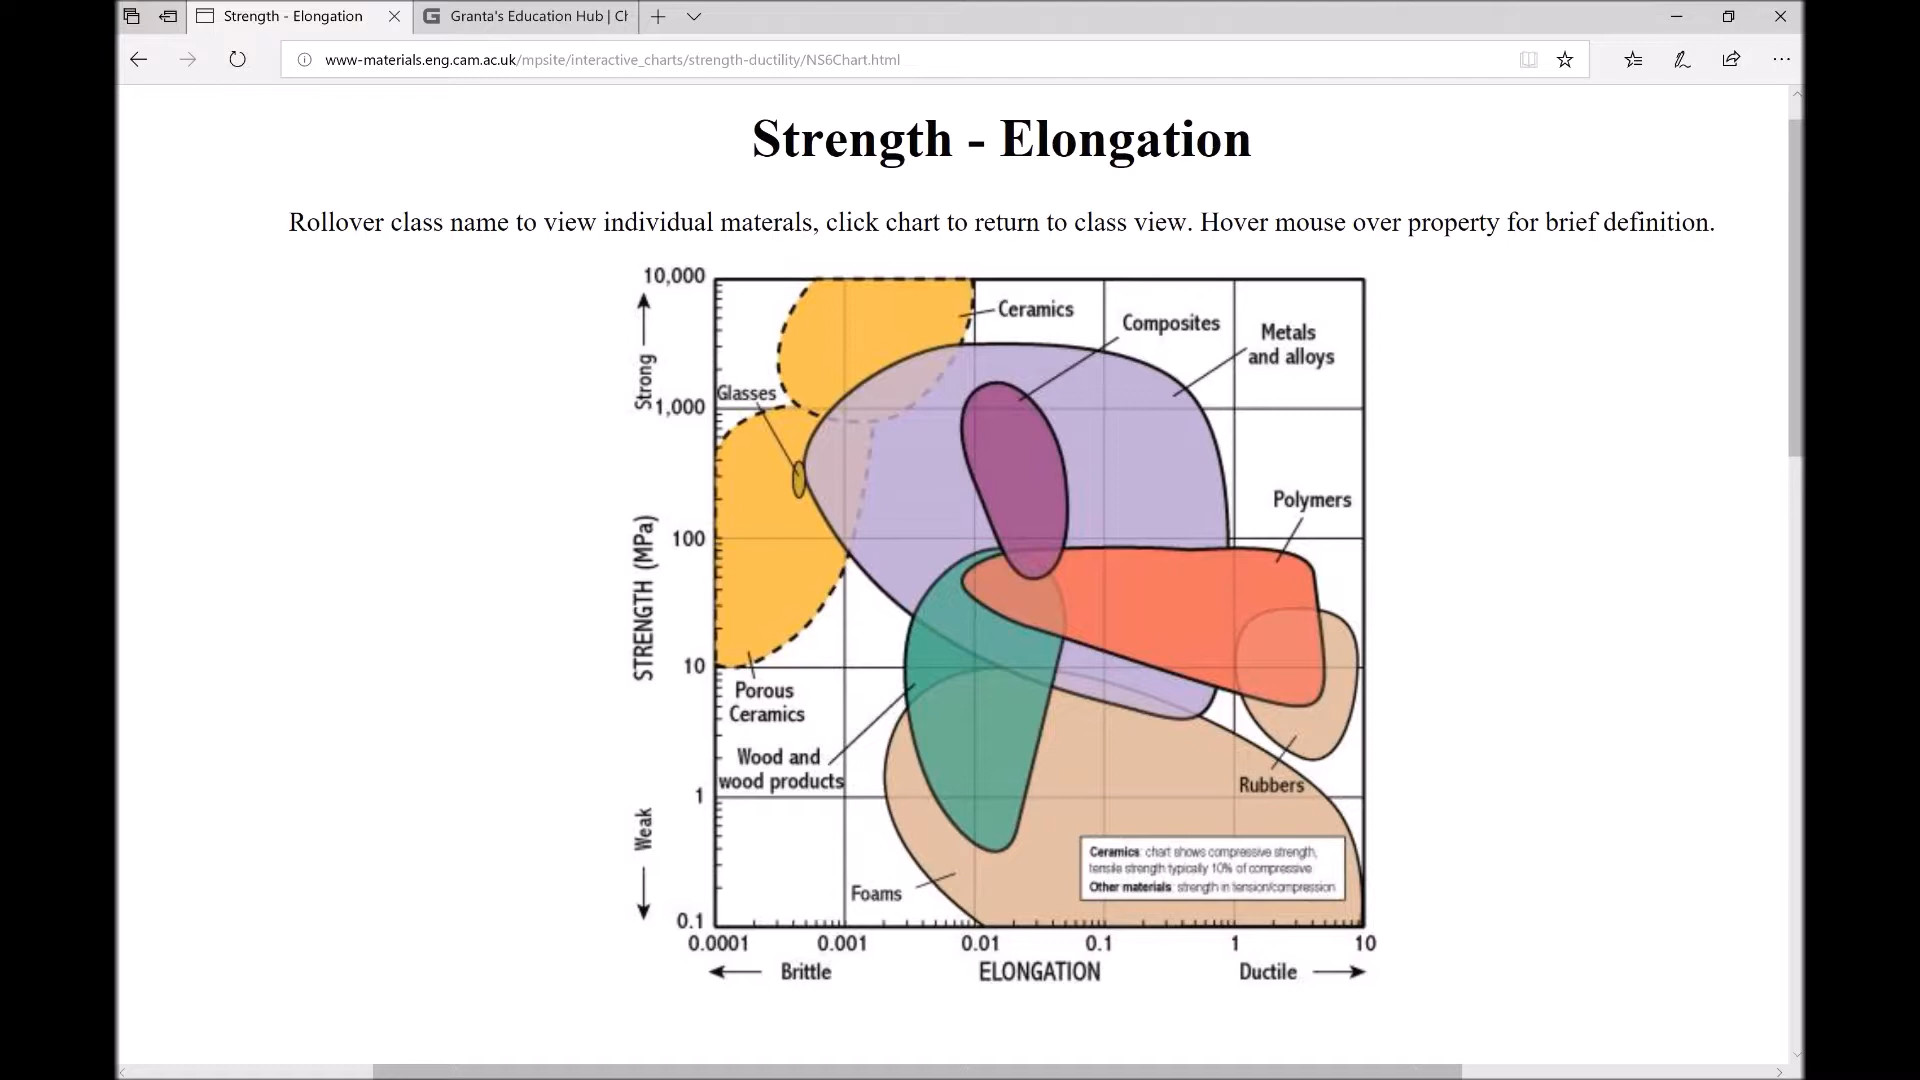 Strength - Elongation
Granta's Education Hub | Cl
www-materials.eng.cam.ac.uk/mpsite/interactive_charts/strength-ductility/NS6Chart.html
Strength - Elongation
Rollover class name to view individual materals, click chart to return to class view. Hover mouse over property for brief definition.
10,000
Ceramics
Composites
Metals
and alloys
Strong
Glasses
1,000
Polymers
100
STRENGTH (MPa)
10
Porous
Ceramics
Wood and
wood products
Rubbers
1
Weak
Ceramics: chart shows compressive strength,
tensile strength typically 10% of compressive
Other materials: strength in tension/compression
Foams
0.1
0.0001 0.001 0.01 0.1 1 10
Brittle ELONGATION Ductile